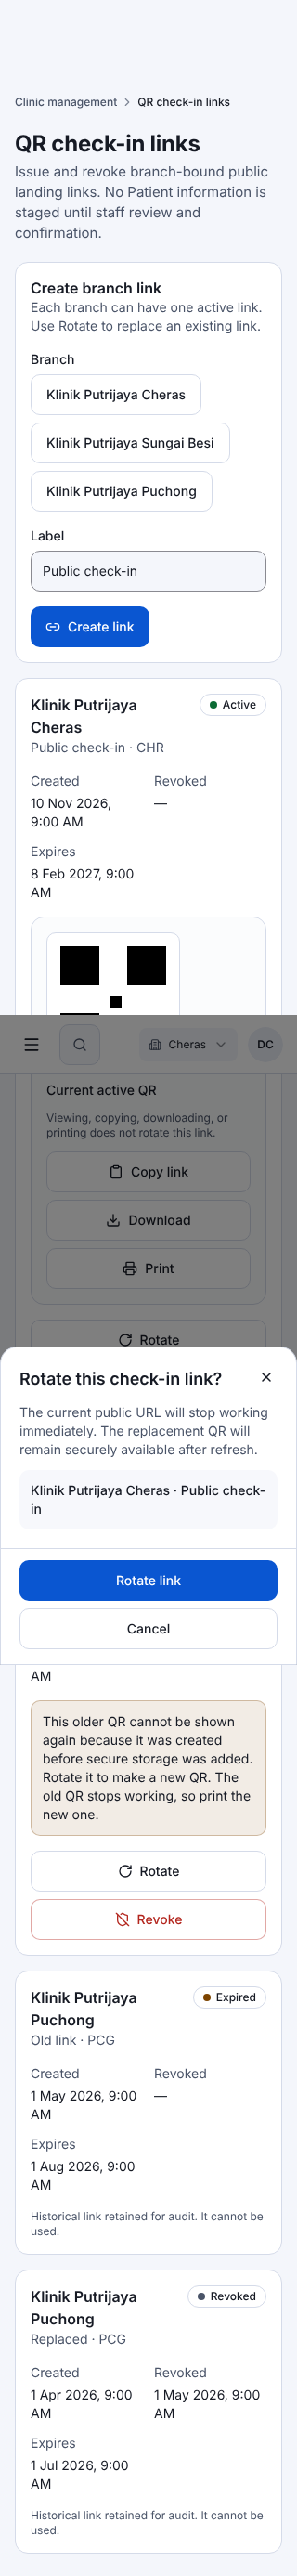 Clinic management > QR check-in links
QR check-in links
Issue and revoke branch-bound public
landing links. No Patient information is
staged until staff review and
confirmation.
Create branch link
Each branch can have one active link.
Use Rotate to replace an existing link.
Branch
Klinik Putrijaya Cheras
Klinik Putrijaya Sungai Besi
Klinik Putrijaya Puchong
Label
Public check-in
Create link
Klinik Putrijaya
Cheras
Active
Public check-in · CHR
Created
Revoked
10 Nov 2026,
9:00 AM
—
Expires
8 Feb 2027, 9:00
AM
Cheras
DC
Current active QR
Viewing, copying, downloading, or
printing does not rotate this link.
Copy link
Download
Print
Rotate
Rotate this check-in link?
The current public URL will stop working
immediately. The replacement QR will
remain securely available after refresh.
Klinik Putrijaya Cheras · Public check-
in
Rotate link
Cancel
AM
This older QR cannot be shown
again because it was created
before secure storage was added.
Rotate it to make a new QR. The
old QR stops working, so print the
new one.
Rotate
Revoke
Klinik Putrijaya
Puchong
Expired
Old link · PCG
Created
Revoked
1 May 2026, 9:00
AM
—
Expires
1 Aug 2026, 9:00
AM
Historical link retained for audit. It cannot be
used.
Klinik Putrijaya
Puchong
Revoked
Replaced · PCG
Created
Revoked
1 Apr 2026, 9:00
AM
1 May 2026, 9:00
AM
Expires
1 Jul 2026, 9:00
AM
Historical link retained for audit. It cannot be
used.